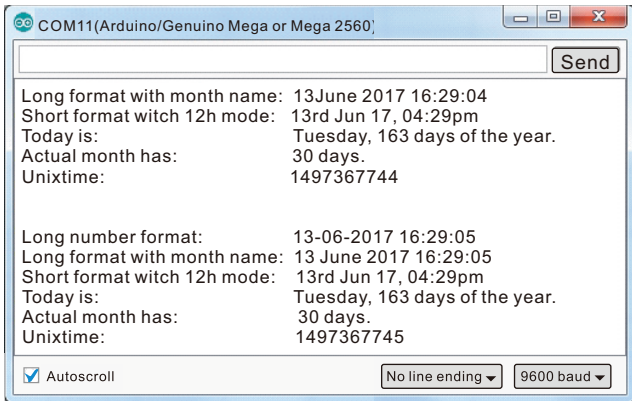 COM11(Arduino/Genuino Mega or Mega 2560)
Send
Long format with month name: 13June 2017 16:29:04
Short format witch 12h mode: 13rd Jun 17, 04:29pm
Today is: Tuesday, 163 days of the year.
Actual month has: 30 days.
Unixtime: 1497367744
Long number format: 13-06-2017 16:29:05
Long format with month name: 13 June 2017 16:29:05
Short format witch 12h mode: 13rd Jun 17, 04:29pm
Today is: Tuesday, 163 days of the year.
Actual month has: 30 days.
Unixtime: 1497367745
Autoscroll No line ending 9600 baud